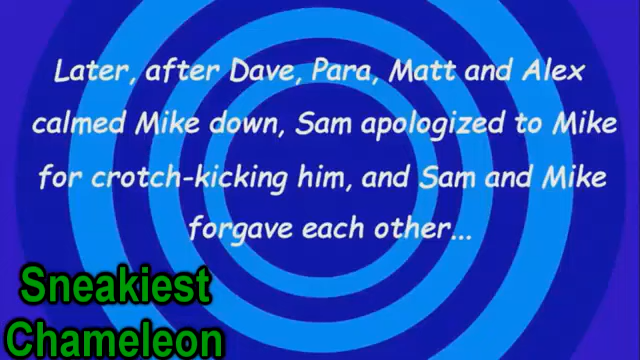 Later, after Dave, Para, Matt and Alex
calmed Mike down, Sam apologized to Mike
for crotch-kicking him, and Sam and Mike
forgave each other...
Sneakiest
Chameleon